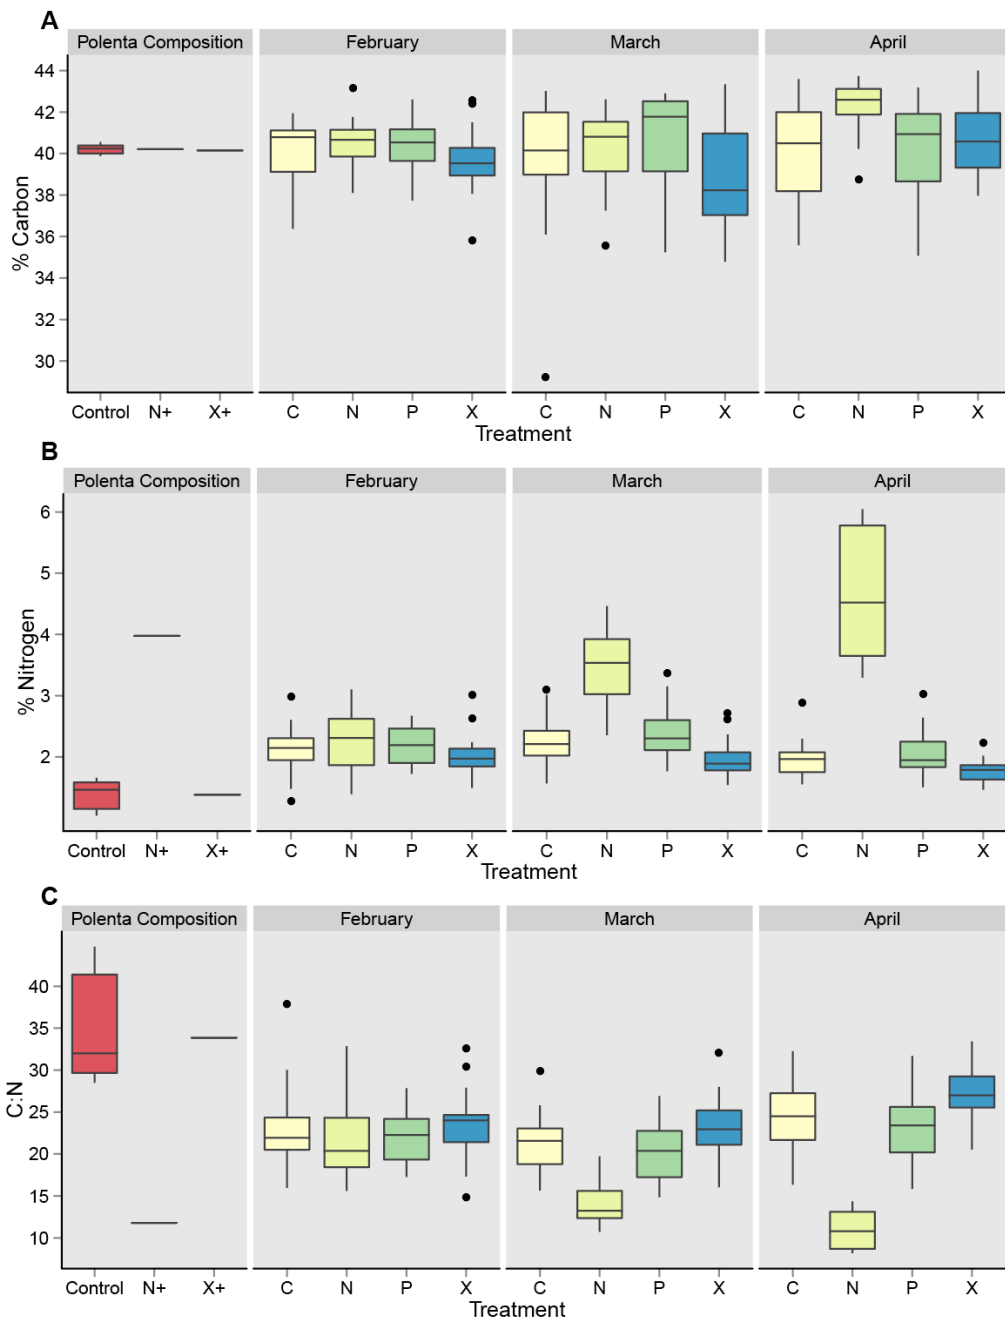 A
Polenta Composition February March April
44
42
40
38
36
34
32
30
% Carbon
Control N+ X+ C N P X C N P X C N P X
Treatment
B
Polenta Composition February March April
6
5
4
3
2
% Nitrogen
Control N+ X+ C N P X C N P X C N P X
Treatment
C
Polenta Composition February March April
40
35
30
25
20
15
10
C:N
Control N+ X+ C N P X C N P X C N P X
Treatment